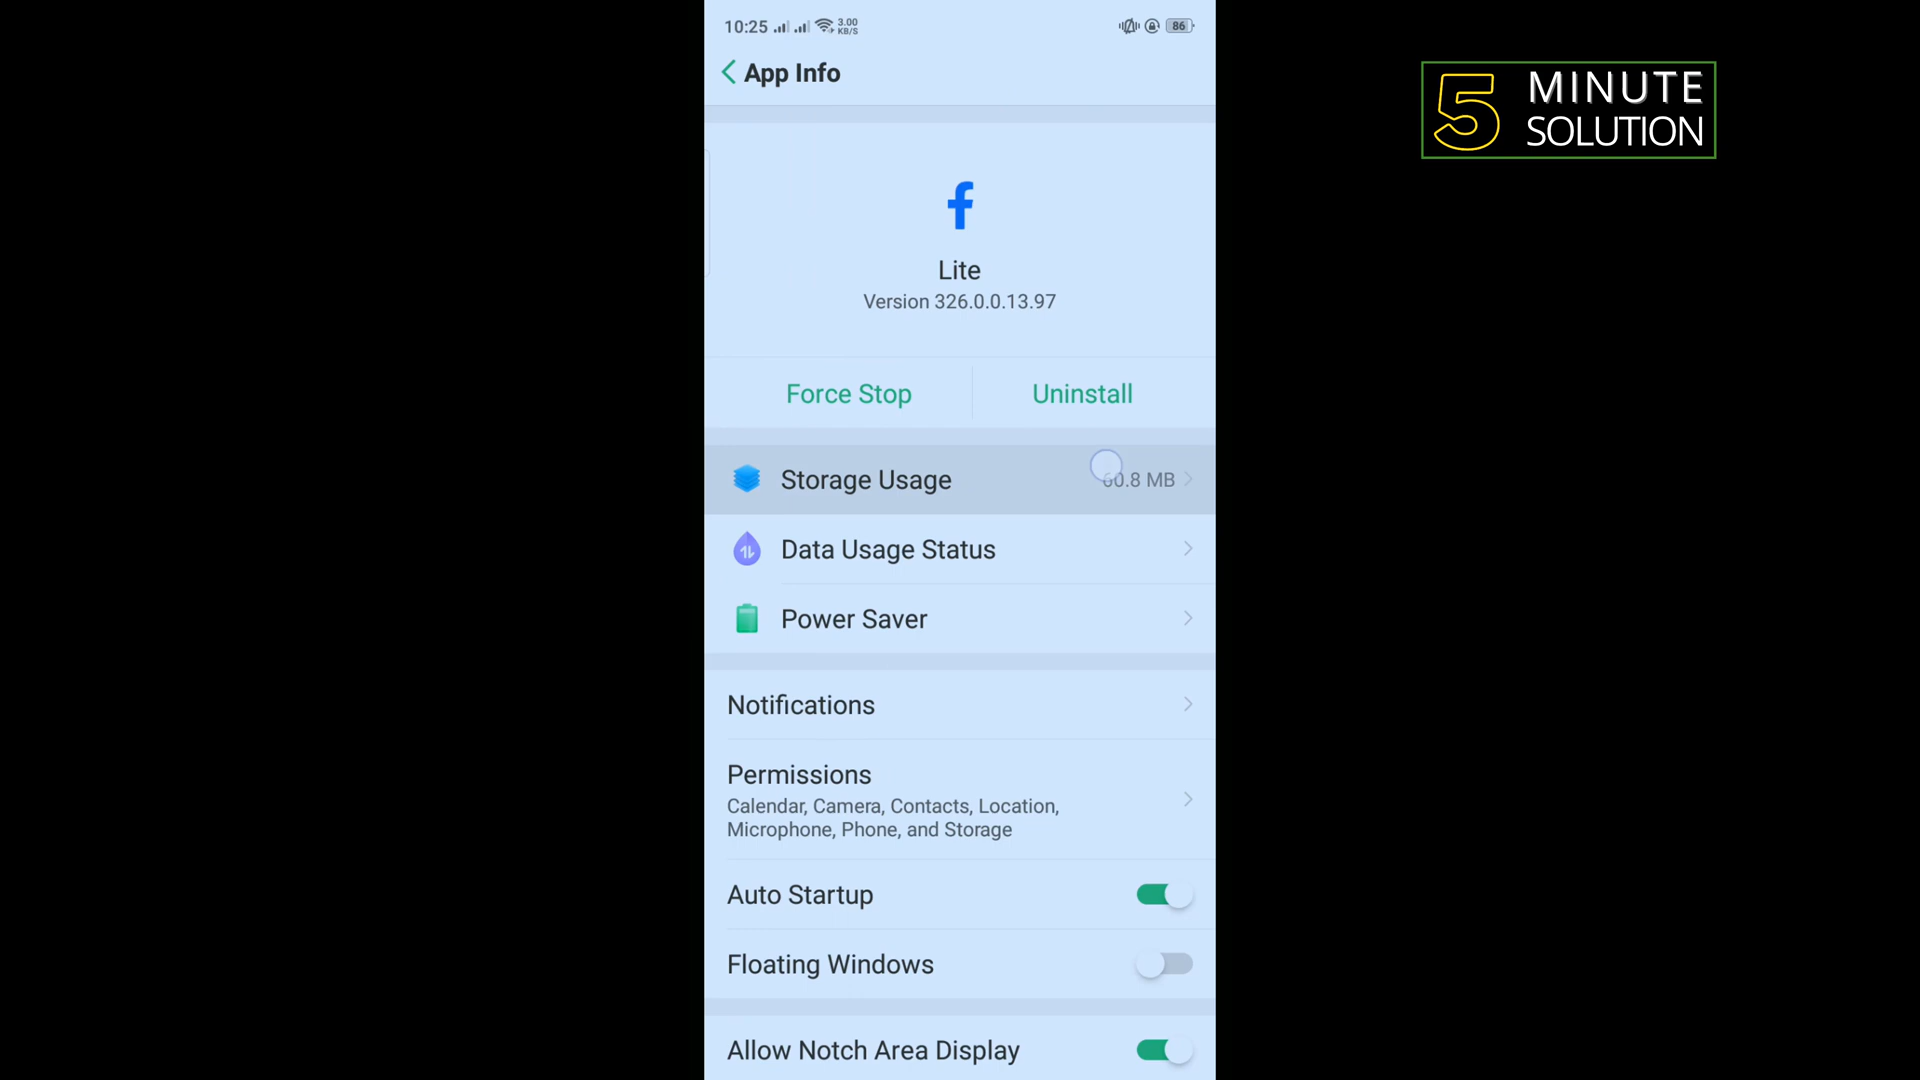 10:25 3.00 KB/S 86
App Info
5 MINUTE SOLUTION
Lite
Version 326.0.0.13.97
Force Stop Uninstall
Storage Usage 60.8 MB
Data Usage Status
Power Saver
Notifications
Permissions
Calendar, Camera, Contacts, Location,
Microphone, Phone, and Storage
Auto Startup
Floating Windows
Allow Notch Area Display